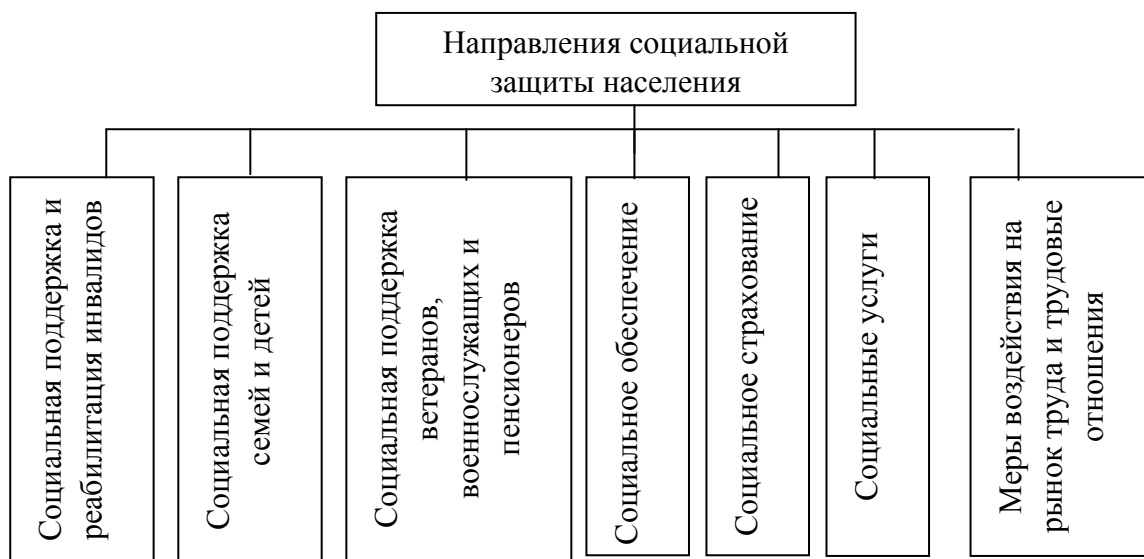 Направления социальной
защиты населения
Социальная поддержка и
реабилитация инвалидов
Социальная поддержка
семей и детей
Социальная поддержка
ветеранов,
военнослужащих и
пенсионеров
Социальное обеспечение
Социальное страхование
Социальные услуги
Меры воздействия на
рынок труда и трудовые
отношения